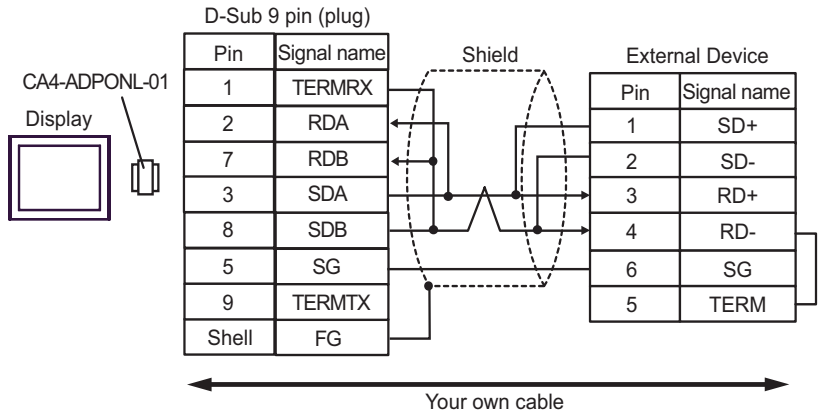 D-Sub 9 pin (plug)
Pin Signal name
1 TERMRX
2 RDA
7 RDB
3 SDA
8 SDB
5 SG
9 TERMTX
Shell FG
CA4-ADPONL-01
Display
Shield
External Device
Pin Signal name
1 SD+
2 SD-
3 RD+
4 RD-
6 SG
5 TERM
Your own cable